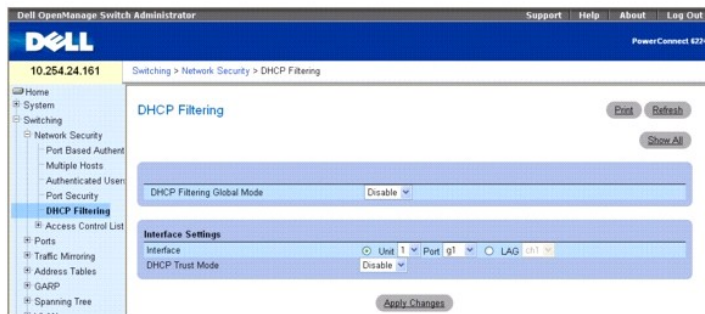 Dell OpenManage Switch Administrator
Support Help About Log Out
DELL
PowerConnect 622
10.254.24.161
Switching > Network Security > DHCP Filtering
Home
System
Switching
Network Security
Port Based Authent
Multiple Hosts
Authenticated User
Port Security
DHCP Filtering
Access Control List
Ports
Traffic Mirroring
Address Tables
GARP
Spanning Tree
DHCP Filtering
Print Refresh
Show All
DHCP Filtering Global Mode Disable
Interface Settings
Interface Unit 1 Port g1 LAG ch1
DHCP Trust Mode Disable
Apply Changes